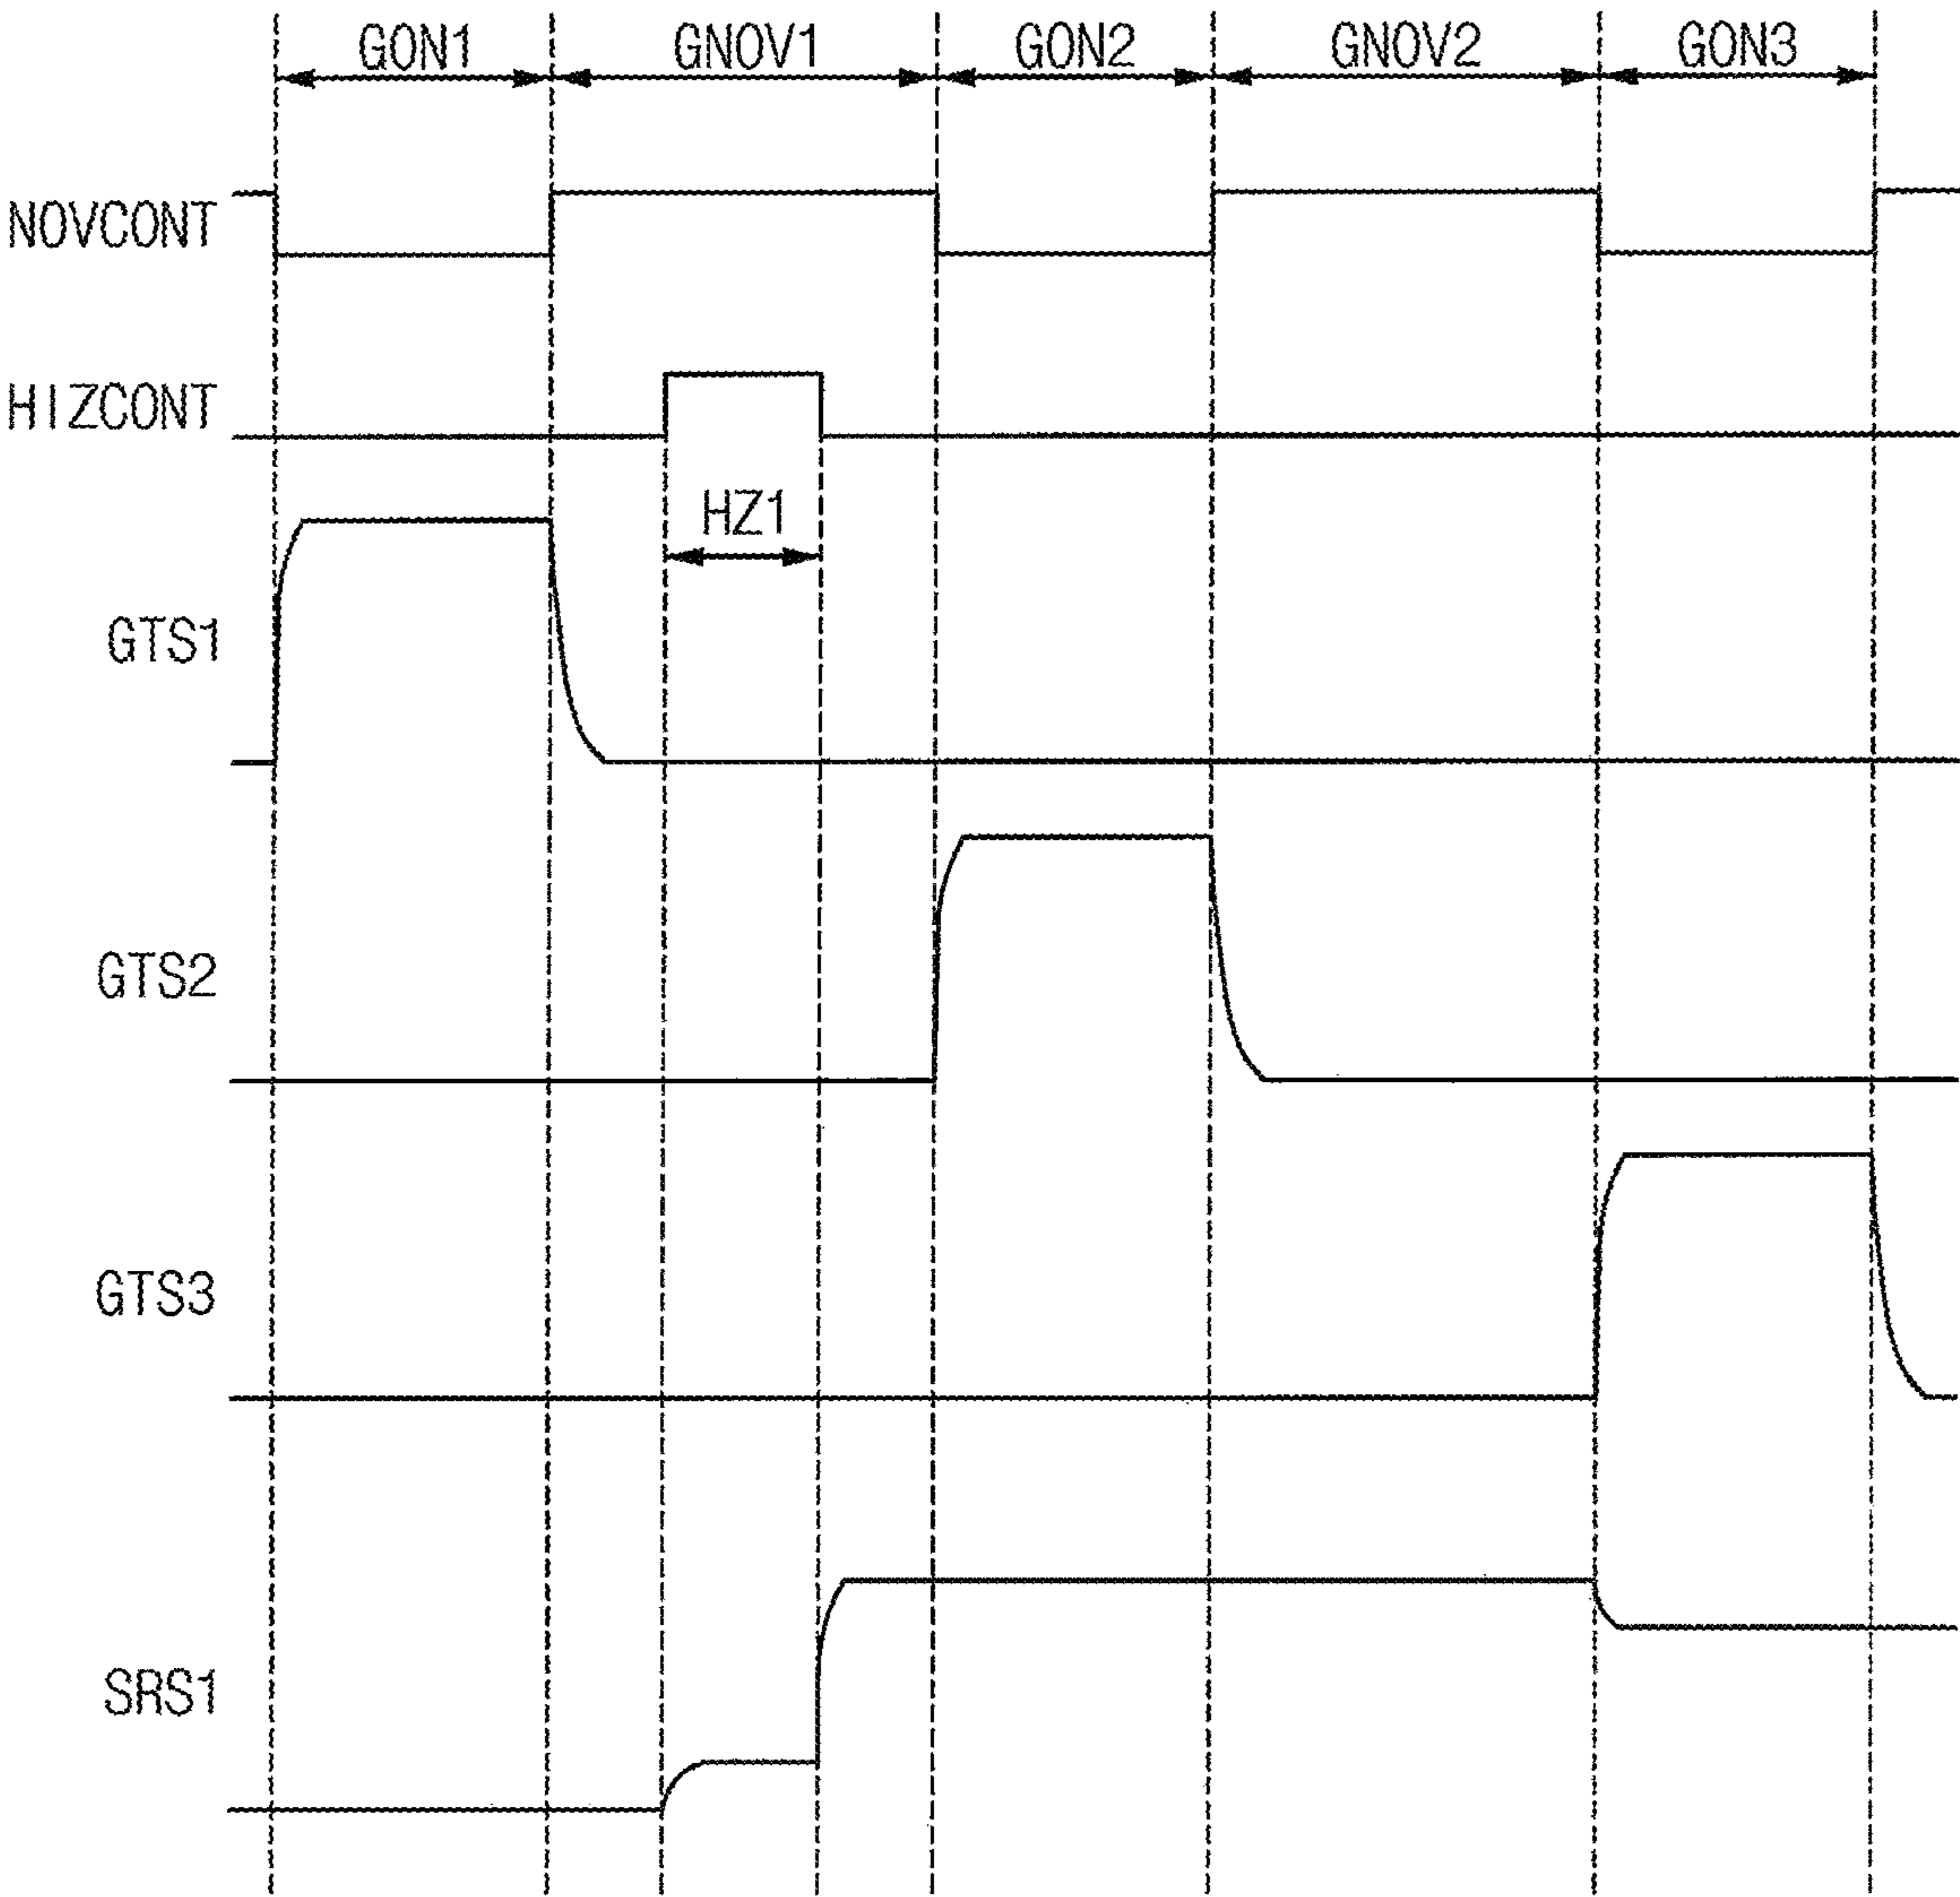 GON1 GNOV1 GON2 GNOV2 GON3
NOVCONT
HIZCONT
HZ1
GTS1
GTS2
GTS3
SRS1